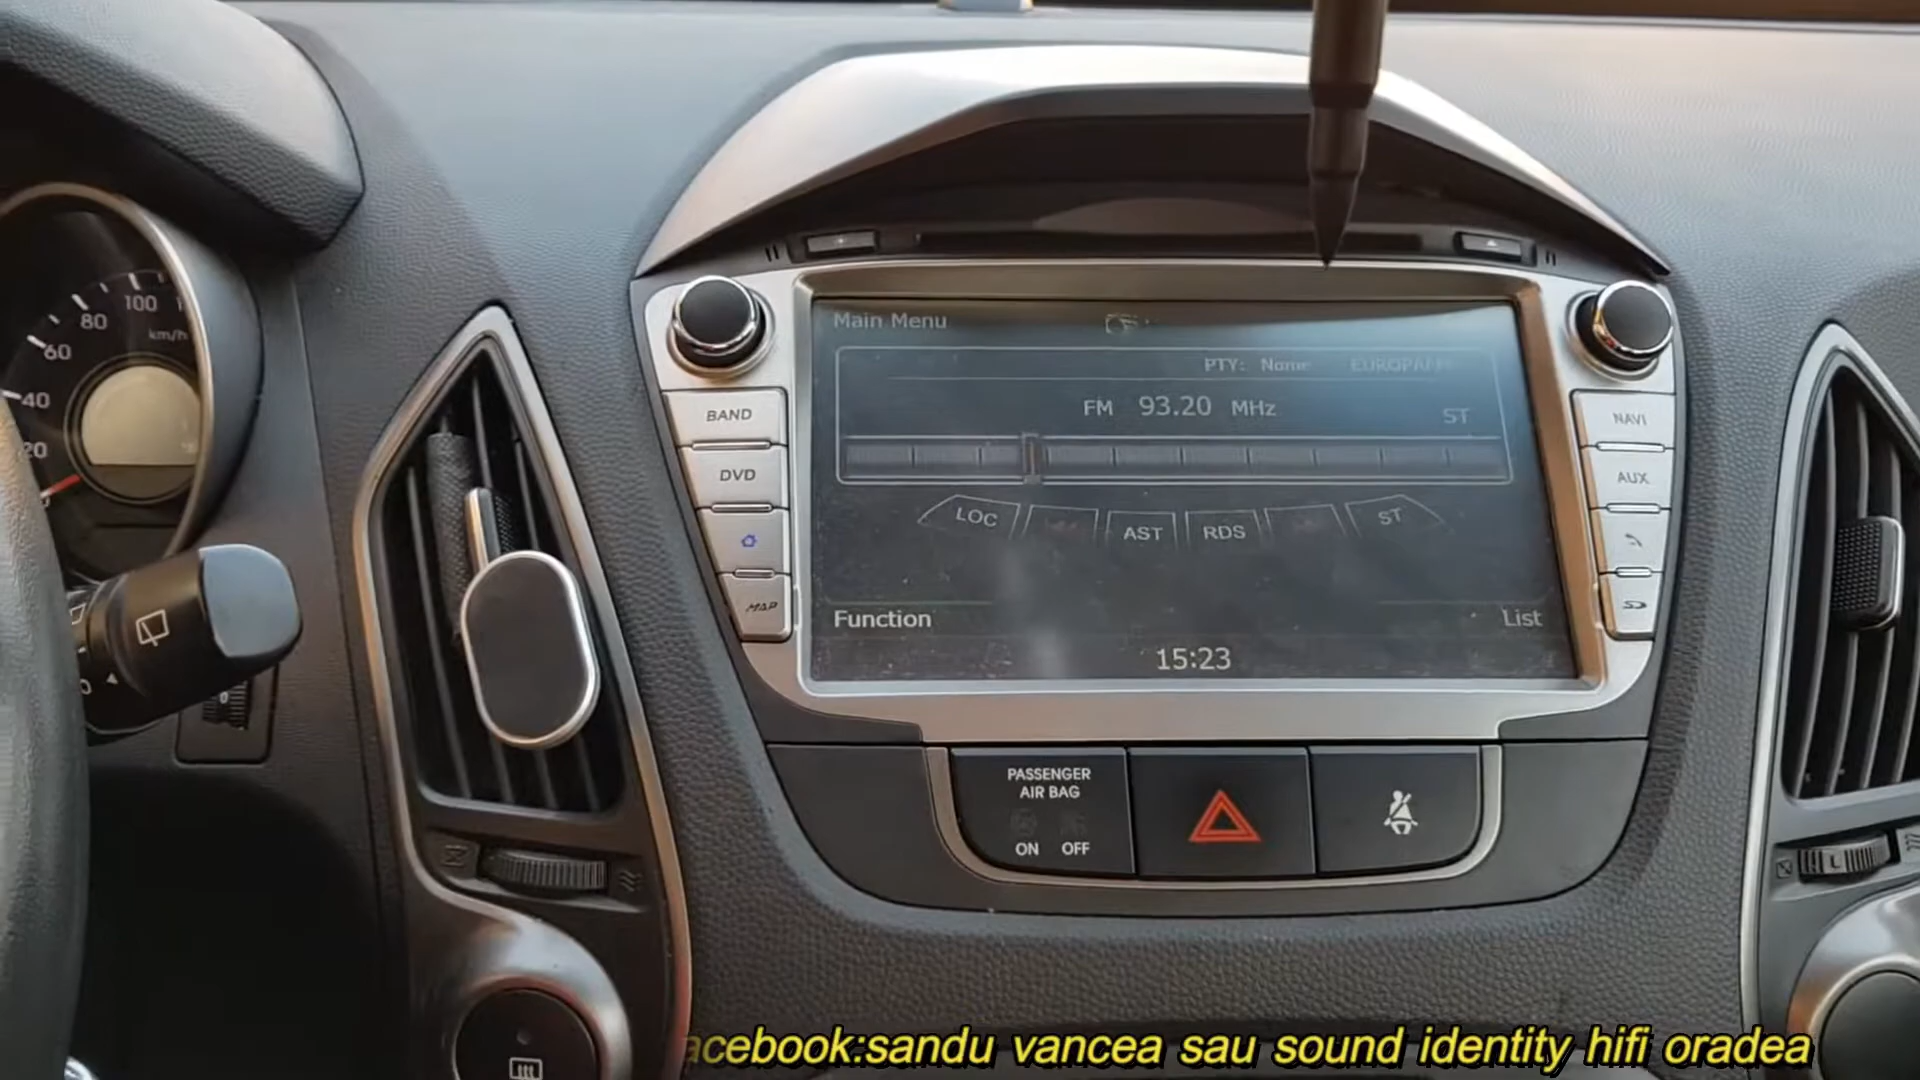 100
80
km/h
60
40
20
Main Menu
PTY: Name
FM 93.20 MHz
ST
BAND
DVD
MAP
NAVI
AUX
LOC
AST
RDS
ST
Function
List
15:23
PASSENGER
AIR BAG
ON OFF
acebook:sandu vancea sau sound identity hifi oradea